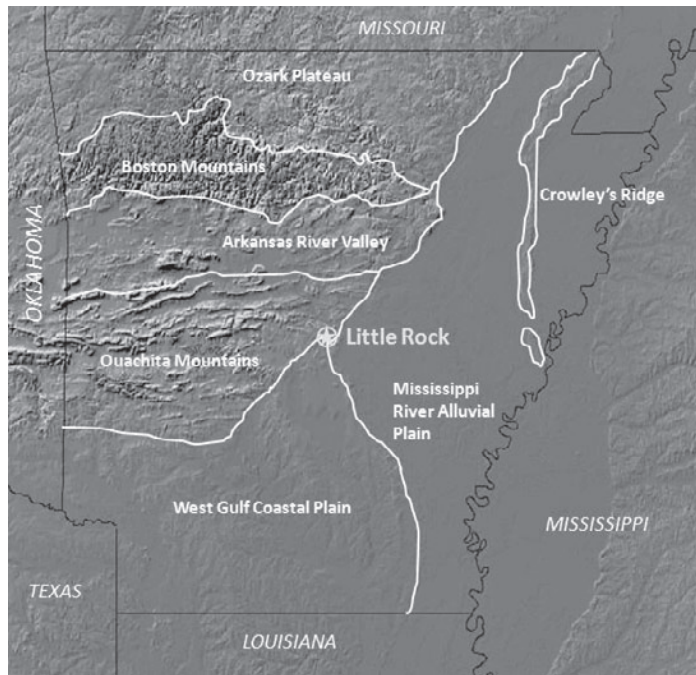 MISSOURI
Ozark Plateau
Boston Mountains
Crowley's Ridge
Arkansas River Valley
OKLAHOMA
Little Rock
Ouachita Mountains
Mississippi
River Alluvial
Plain
West Gulf Coastal Plain
MISSISSIPPI
TEXAS
LOUISIANA